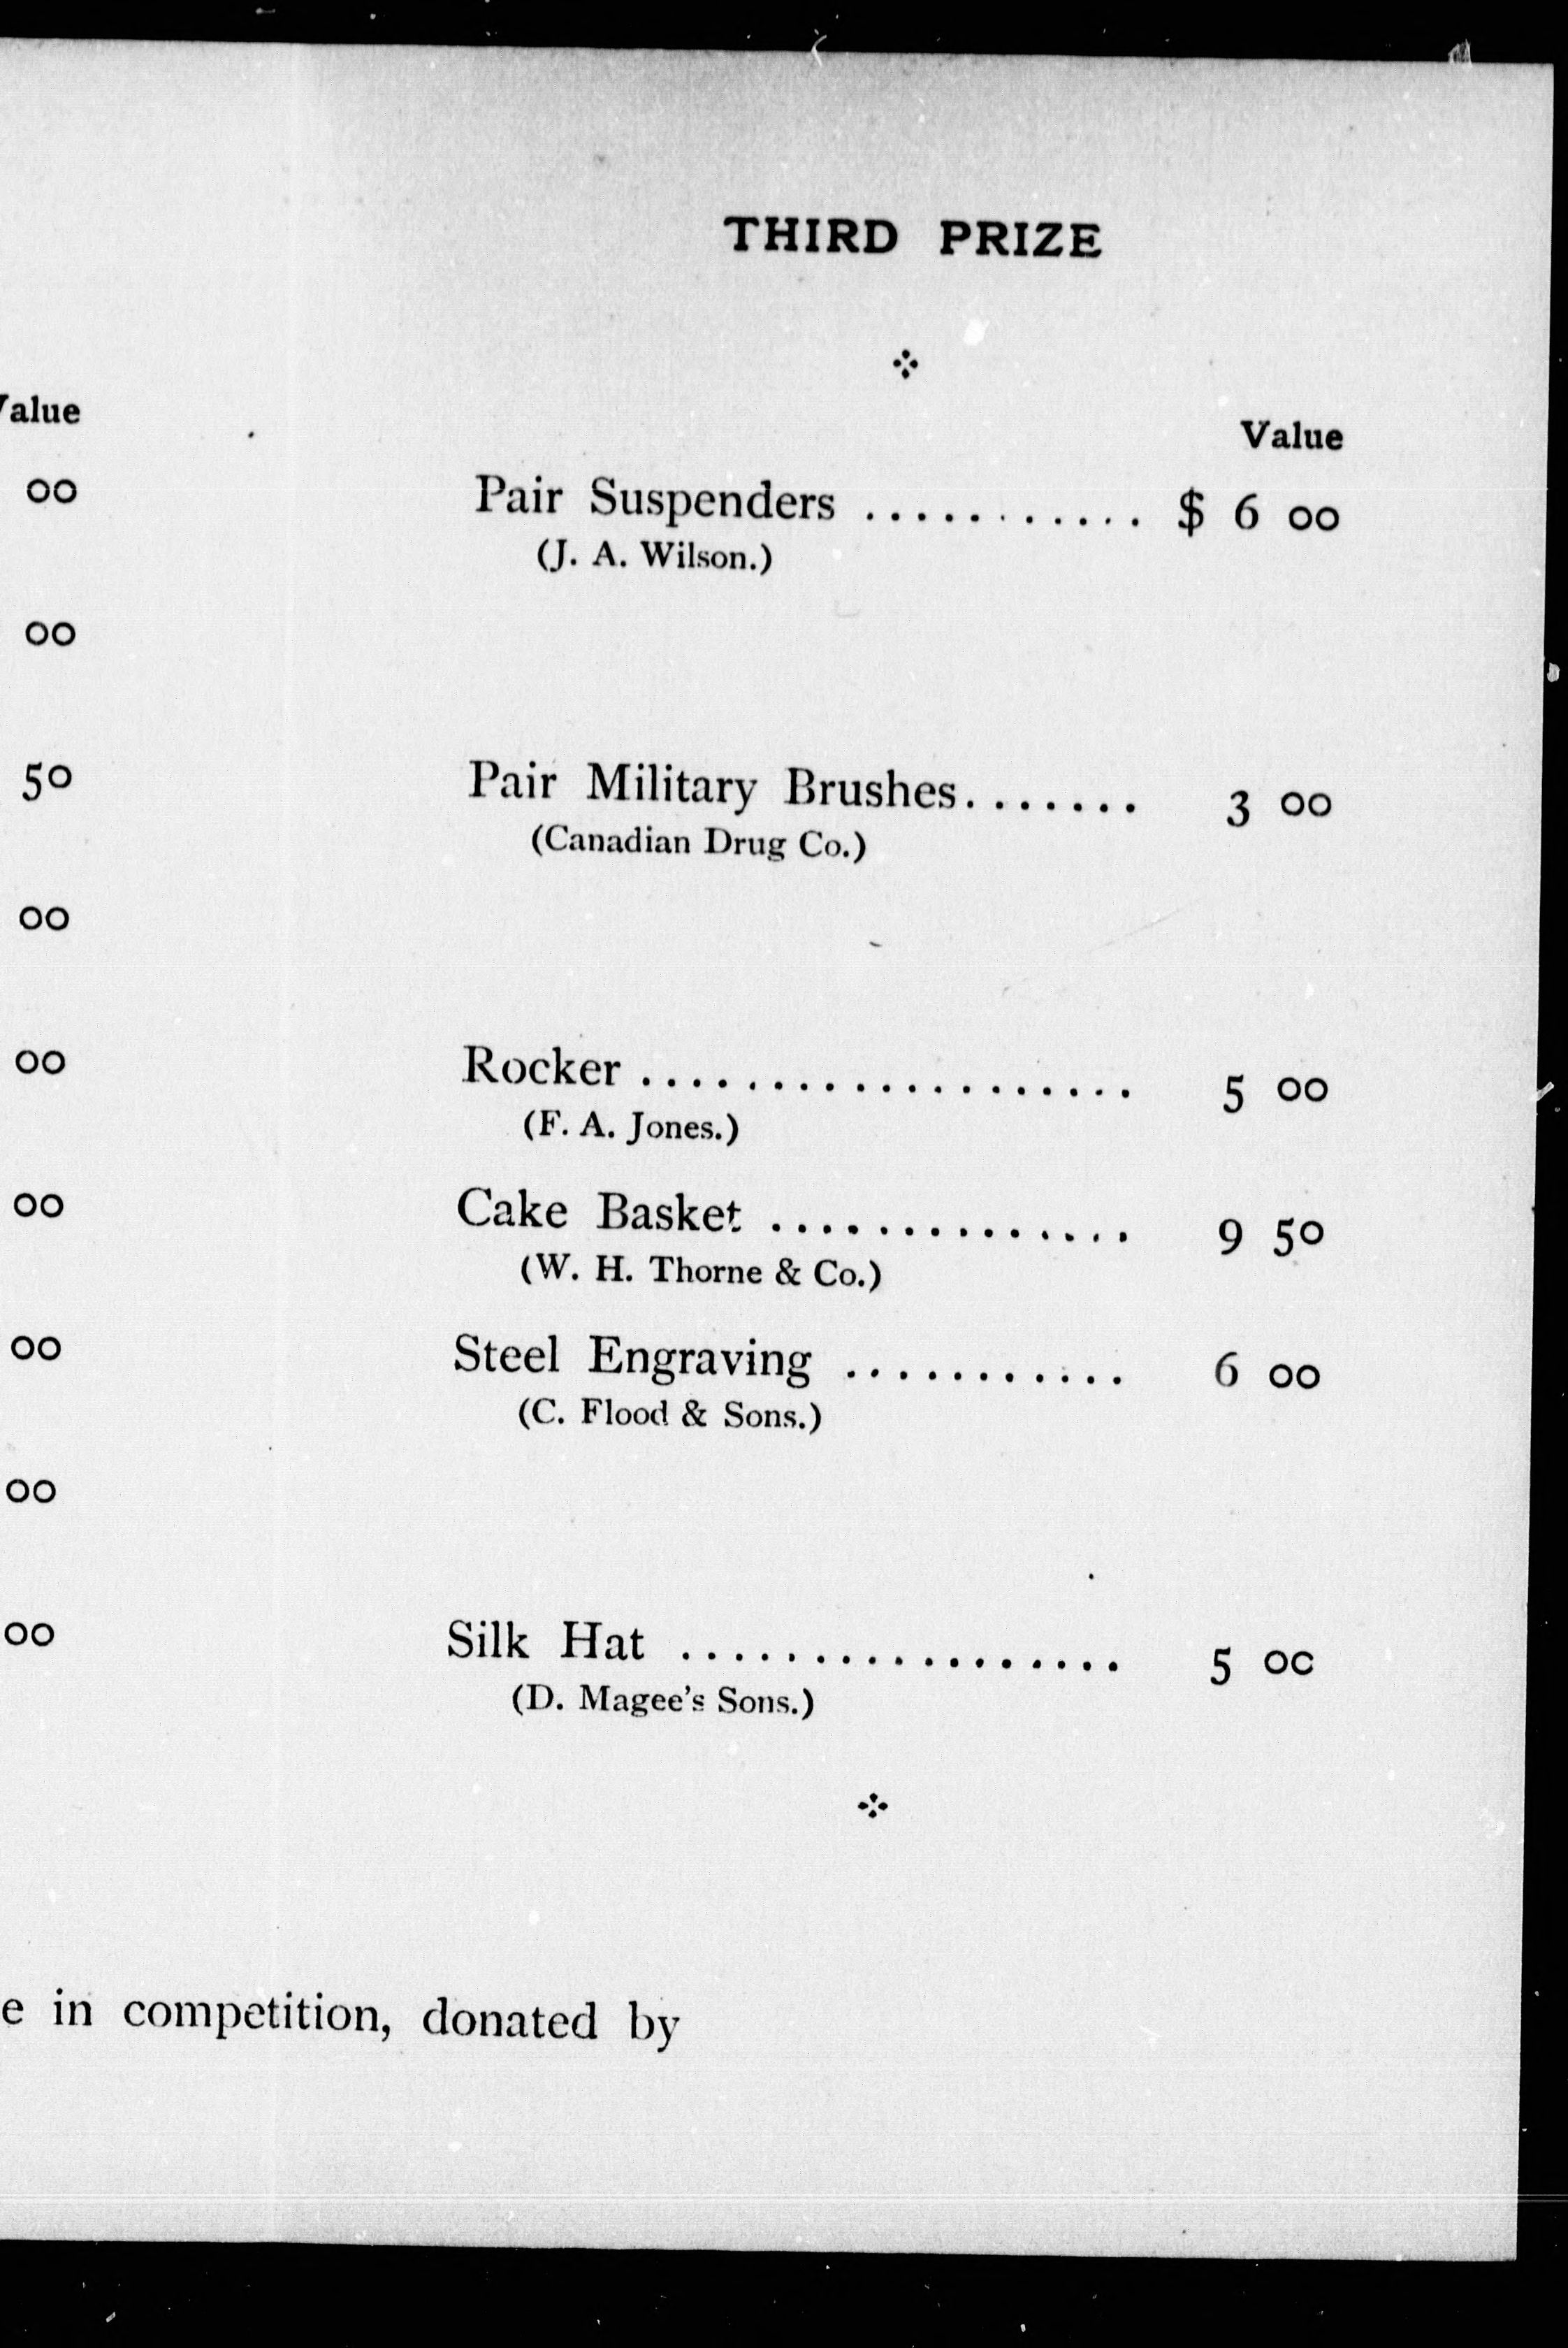 THIRD PRIZE
Value
Value
00
Pair Suspenders ........... $ 6 00
(J. A. Wilson.)
00
50
Pair Military Brushes....... 3 00
(Canadian Drug Co.)
00
00
Rocker ................... 5 00
(F. A. Jones.)
00
Cake Basket .............. 9 50
(W. H. Thorne & Co.)
00
Steel Engraving ........... 6 00
(C. Flood & Sons.)
00
00
Silk Hat ................. 5 00
(D. Magee's Sons.)
e in competition, donated by